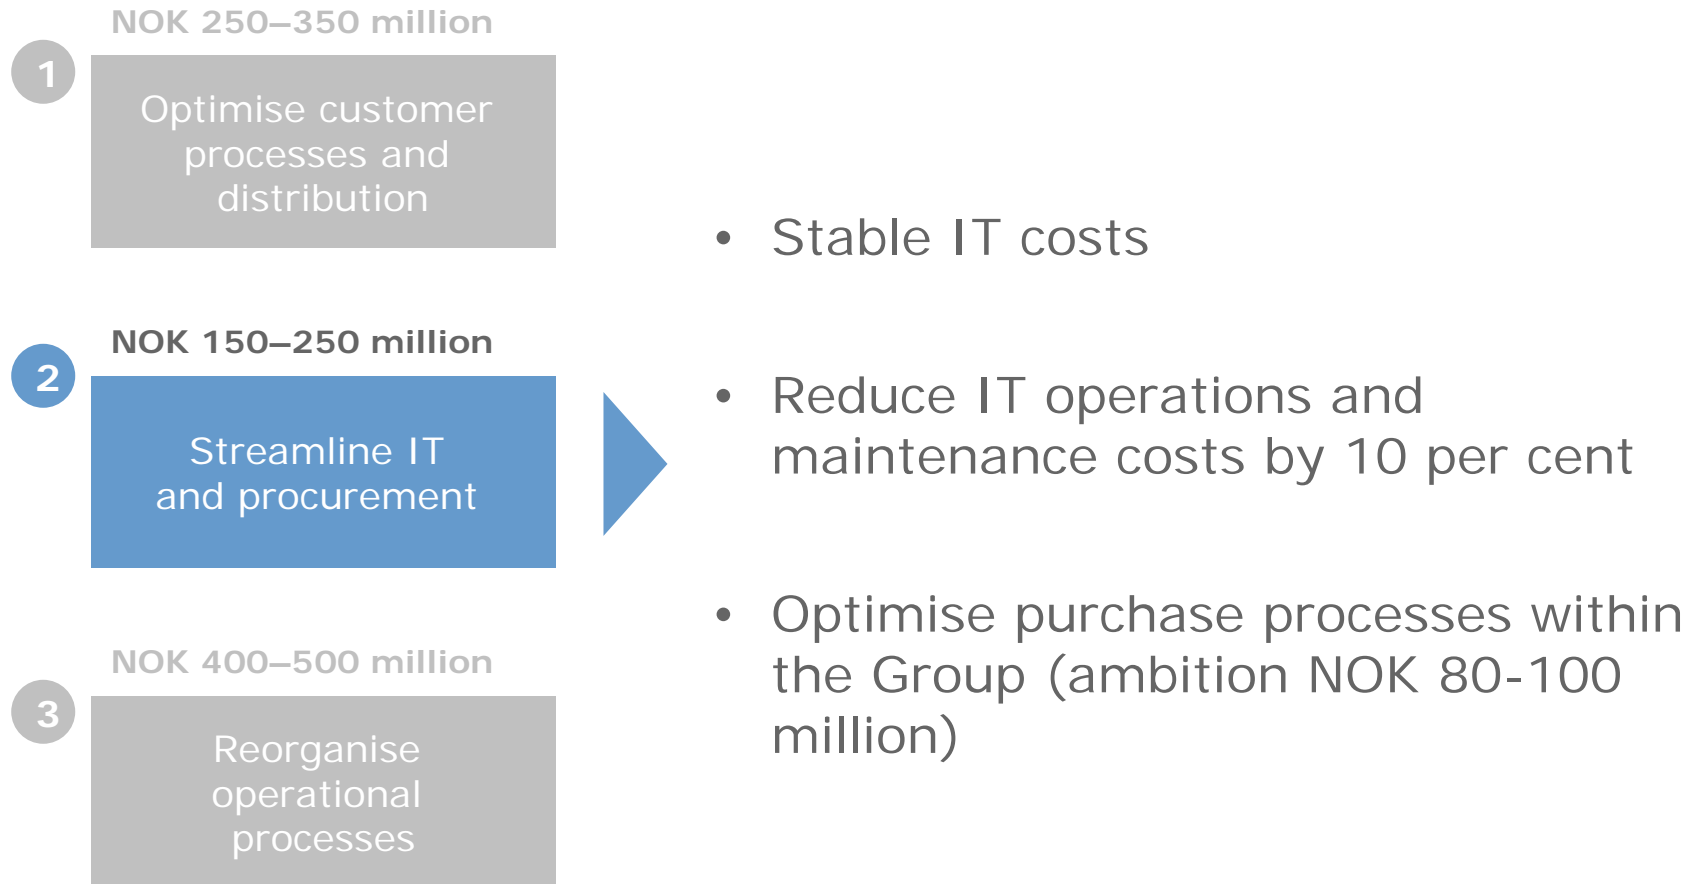 NOK 250–350 million
1
Optimise customer
processes and
distribution
NOK 150–250 million
2
Streamline IT
and procurement
NOK 400–500 million
3
Reorganise
operational
processes
• Stable IT costs
• Reduce IT operations and
maintenance costs by 10 per cent
• Optimise purchase processes within
the Group (ambition NOK 80-100
million)